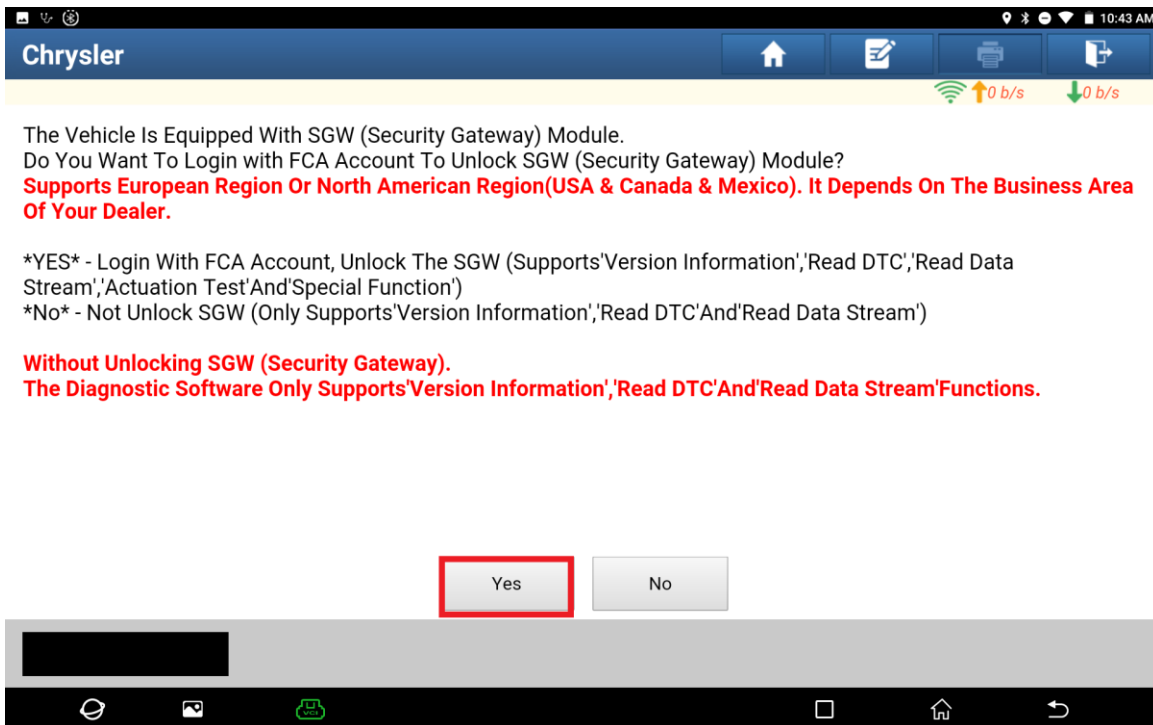 10:43 AM
Chrysler
0 b/s 0 b/s
The Vehicle Is Equipped With SGW (Security Gateway) Module.
Do You Want To Login with FCA Account To Unlock SGW (Security Gateway) Module?
Supports European Region Or North American Region(USA & Canada & Mexico). It Depends On The Business Area
Of Your Dealer.
*YES* - Login With FCA Account, Unlock The SGW (Supports'Version Information','Read DTC','Read Data
Stream','Actuation Test'And'Special Function')
*No* - Not Unlock SGW (Only Supports'Version Information','Read DTC'And'Read Data Stream')
Without Unlocking SGW (Security Gateway).
The Diagnostic Software Only Supports'Version Information','Read DTC'And'Read Data Stream'Functions.
Yes No
VCI